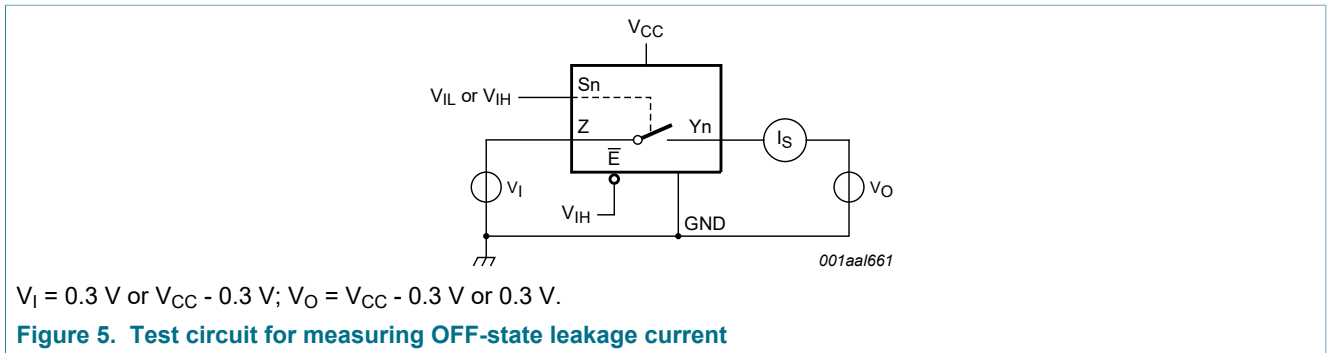 VCC
Sn
VIL or VIH
Z
Yn
IS
E̅
VI
VO
VIH
GND
001aal661
VI = 0.3 V or VCC - 0.3 V; VO = VCC - 0.3 V or 0.3 V.
Figure 5. Test circuit for measuring OFF-state leakage current